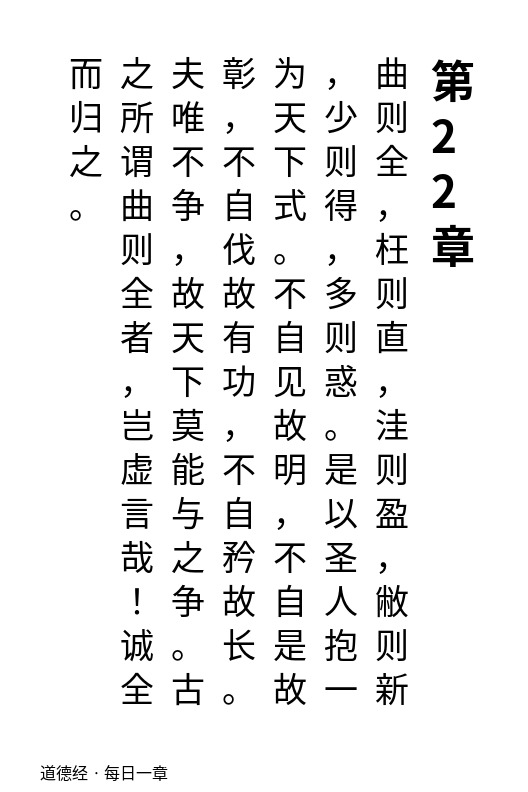 第22章
曲则全，枉则直，洼则盈，敝则新
，少则得，多则惑。是以圣人抱一
为天下式。不自见故明，不自是故
彰，不自伐故有功，不自矜故长。
夫唯不争，故天下莫能与之争。古
之所谓曲则全者，岂虚言哉！诚全
而归之。
道德经 · 每日一章